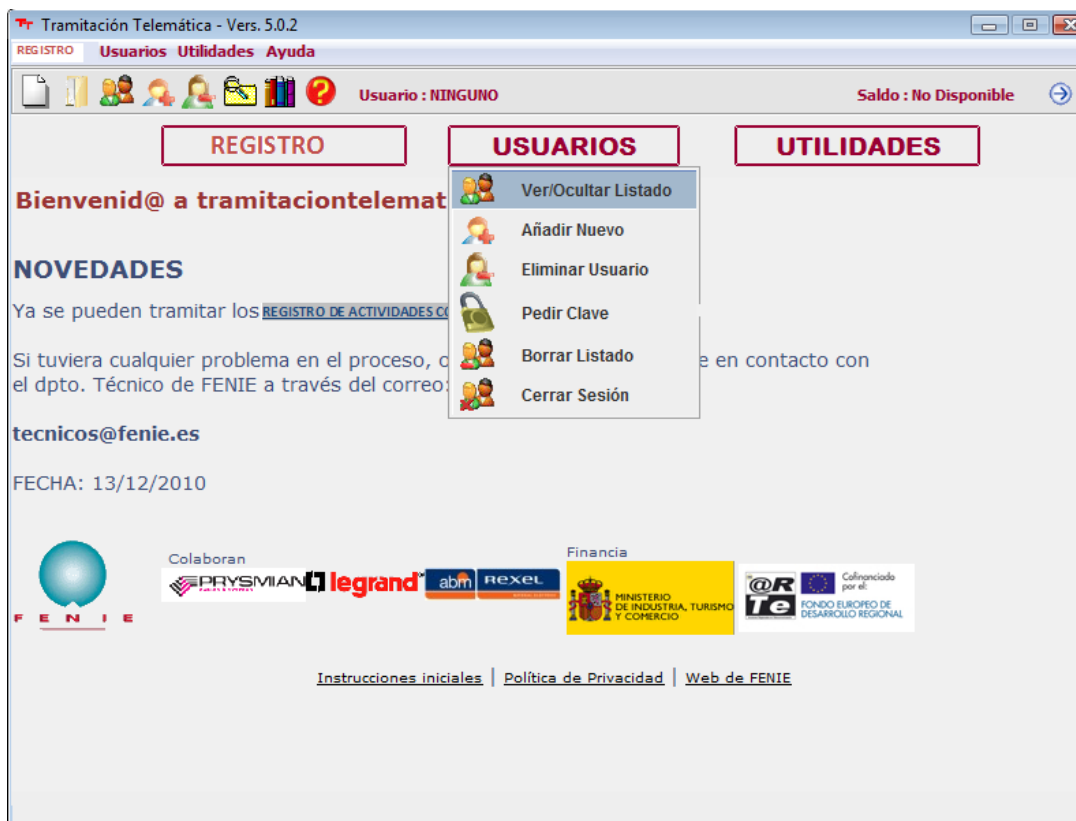 Tramitación Telemática - Vers. 5.0.2
REGISTRO Usuarios Utilidades Ayuda
Usuario : NINGUNO Saldo : No Disponible
REGISTRO USUARIOS UTILIDADES
Bienvenid@ a tramitaciontelemat
Ver/Ocultar Listado
Añadir Nuevo
Eliminar Usuario
Pedir Clave
Borrar Listado
Cerrar Sesión
NOVEDADES
Ya se pueden tramitar los REGISTRO DE ACTIVIDADES CO
Si tuviera cualquier problema en el proceso, e en contacto con
el dpto. Técnico de FENIE a través del correo:
tecnicos@fenie.es
FECHA: 13/12/2010
FENIE
Colaboran
PRYSMIAN
legrand
abm REXEL
Financia
MINISTERIO
DE INDUSTRIA, TURISMO
Y COMERCIO
@RTe
Cofinanciado
por el:
FONDO EUROPEO DE
DESARROLLO REGIONAL
Instrucciones iniciales | Política de Privacidad | Web de FENIE